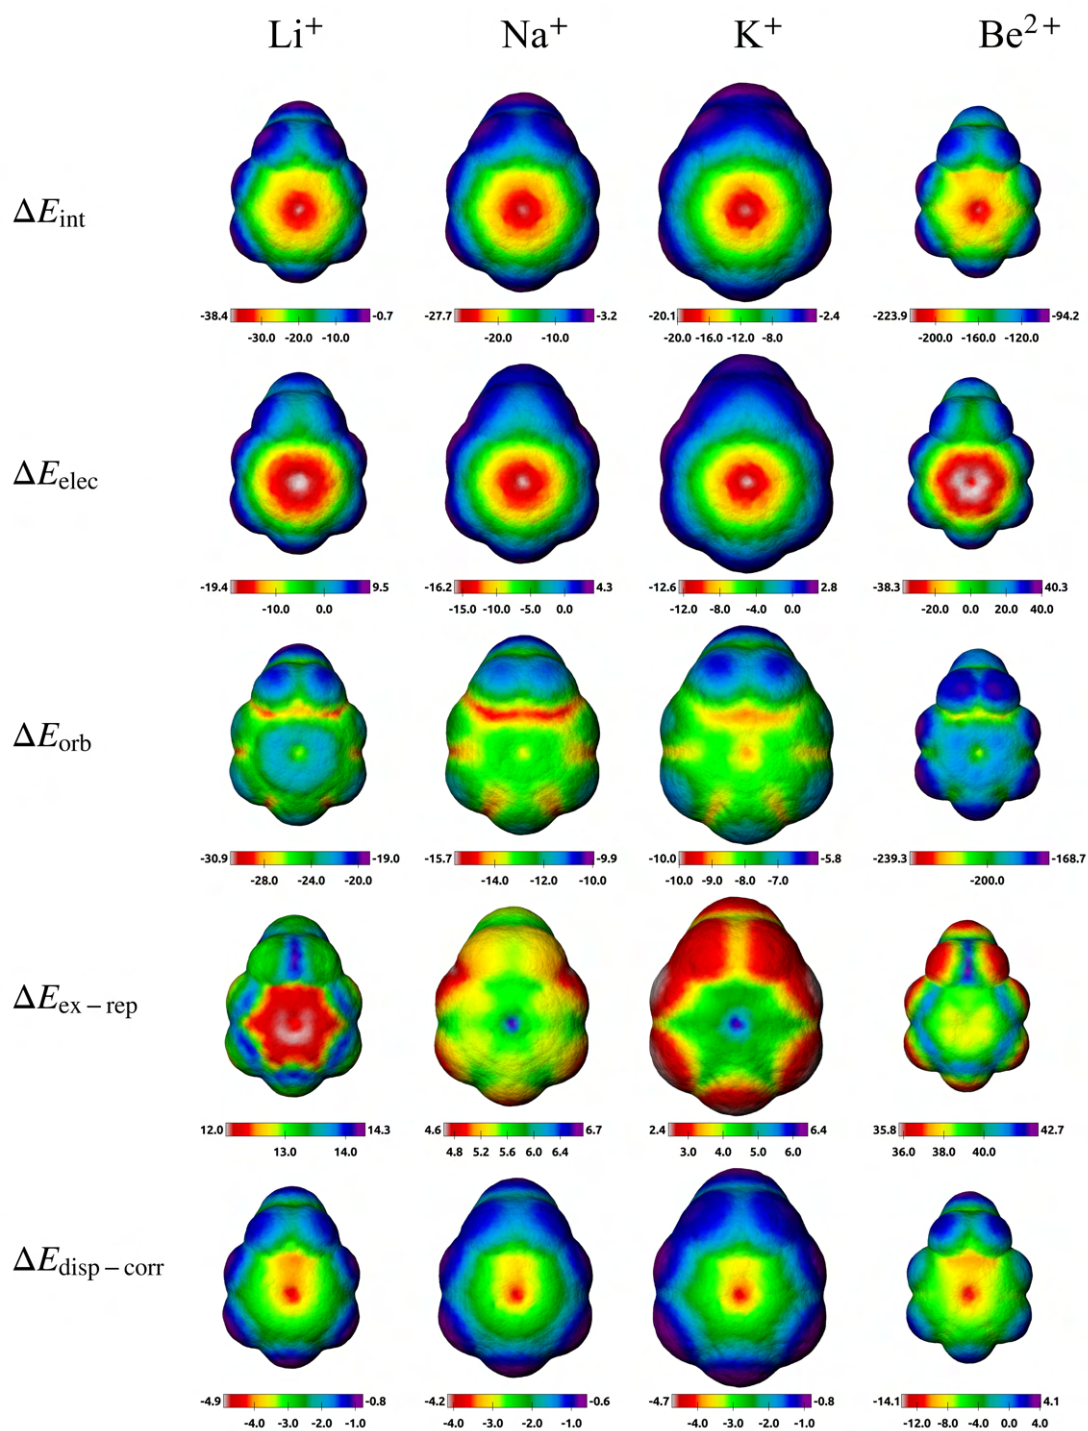 Li+ Na+ K+ Be2+
ΔEint
-38.4 -0.7 -27.7 -3.2 -20.1 -2.4 -223.9 -94.2
-30.0 -20.0 -10.0 -20.0 -10.0 -20.0 -16.0 -12.0 -8.0 -200.0 -160.0 -120.0
ΔEelec
-19.4 9.5 -16.2 4.3 -12.6 2.8 -38.3 40.3
-10.0 0.0 -15.0 -10.0 -5.0 0.0 -12.0 -8.0 -4.0 0.0 -20.0 0.0 20.0 40.0
ΔEorb
-30.9 -19.0 -15.7 -9.9 -10.0 -5.8 -239.3 -168.7
-28.0 -24.0 -20.0 -14.0 -12.0 -10.0 -10.0 -9.0 -8.0 -7.0 -200.0
ΔEex – rep
12.0 14.3 4.6 6.7 2.4 6.4 35.8 42.7
13.0 14.0 4.8 5.2 5.6 6.0 6.4 3.0 4.0 5.0 6.0 36.0 38.0 40.0
ΔEdisp – corr
-4.9 -0.8 -4.2 -0.6 -4.7 -0.8 -14.1 4.1
-4.0 -3.0 -2.0 -1.0 -4.0 -3.0 -2.0 -1.0 -4.0 -3.0 -2.0 -1.0 -12.0 -8.0 -4.0 0.0 4.0